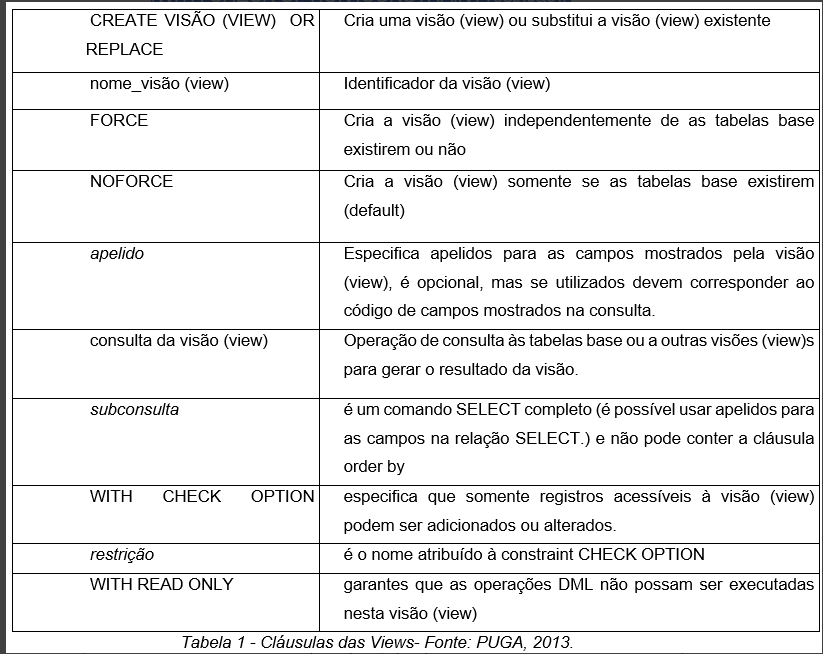 CREATE VISÃO (VIEW) OR
REPLACE
Cria uma visão (view) ou substitui a visão (view) existente
nome_visão (view)
Identificador da visão (view)
FORCE
Cria a visão (view) independentemente de as tabelas base
existirem ou não
NOFORCE
Cria a visão (view) somente se as tabelas base existirem
(default)
apelido
Especifica apelidos para as campos mostrados pela visão
(view), é opcional, mas se utilizados devem corresponder ao
código de campos mostrados na consulta.
consulta da visão (view)
Operação de consulta às tabelas base ou a outras visões (view)s
para gerar o resultado da visão.
subconsulta
é um comando SELECT completo (é possível usar apelidos para
as campos na relação SELECT.) e não pode conter a cláusula
order by
WITH CHECK OPTION
especifica que somente registros acessíveis à visão (view)
podem ser adicionados ou alterados.
restrição
é o nome atribuído à constraint CHECK OPTION
WITH READ ONLY
garantes que as operações DML não possam ser executadas
nesta visão (view)
Tabela 1 - Cláusulas das Views- Fonte: PUGA, 2013.